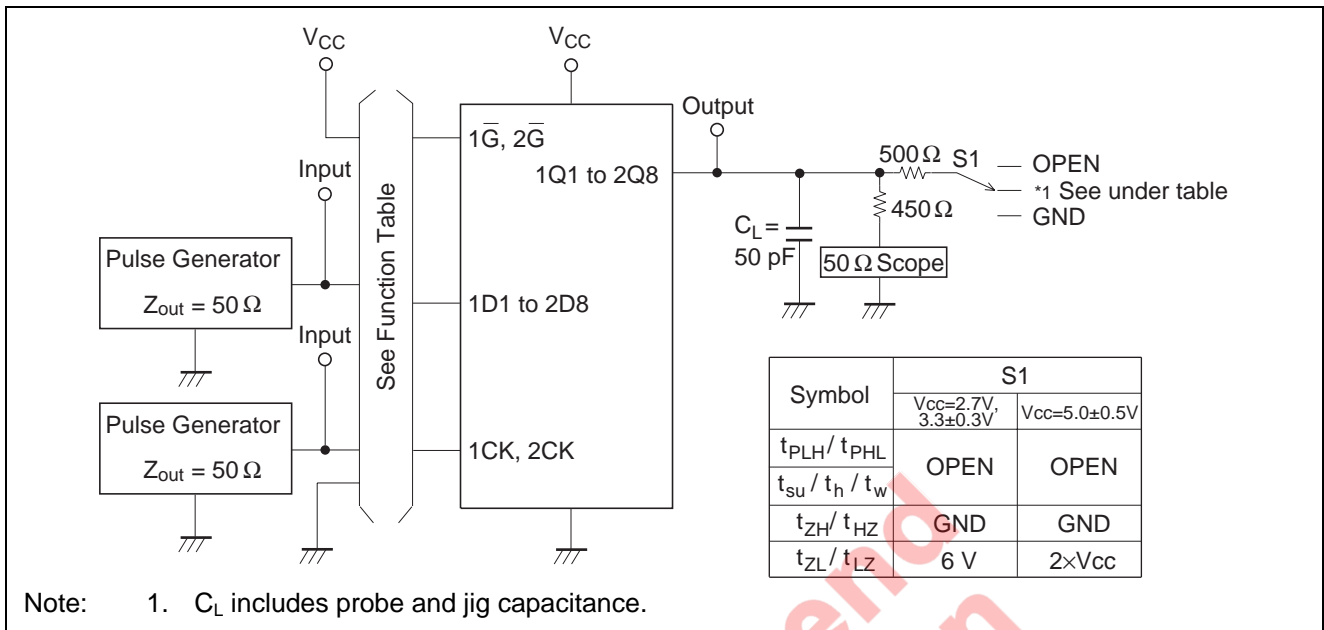 VCC
VCC
Output
1G̅, 2G̅
1Q1 to 2Q8
500 Ω
S1
OPEN
*1 See under table
GND
450 Ω
CL =
50 pF
50 Ω Scope
Input
See Function Table
Pulse Generator
Zout = 50 Ω
1D1 to 2D8
Input
Pulse Generator
Zout = 50 Ω
1CK, 2CK
Symbol
S1
Vcc=2.7V,
3.3±0.3V
Vcc=5.0±0.5V
tPLH / tPHL
OPEN
OPEN
tsu / th / tw
tZH / tHZ
GND
GND
tZL / tLZ
6 V
2×Vcc
Note: 1. CL includes probe and jig capacitance.